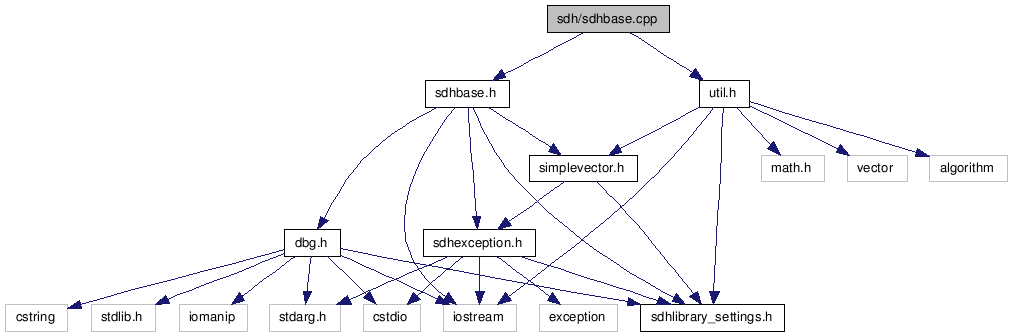 sdh/sdhbase.cpp
sdhbase.h
util.h
simplevector.h
math.h
vector
algorithm
dbg.h
sdhexception.h
cstring
stdlib.h
iomanip
stdarg.h
cstdio
iostream
exception
sdhlibrary_settings.h